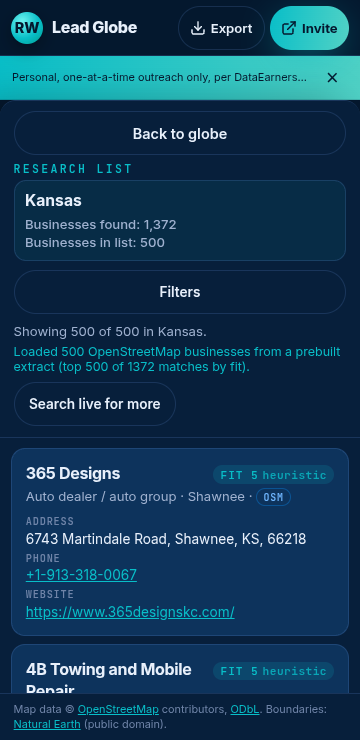 RW Lead Globe Export Invite
Personal, one-at-a-time outreach only, per DataEarners... ×
Back to globe
RESEARCH LIST
Kansas
Businesses found: 1,372
Businesses in list: 500
Filters
Showing 500 of 500 in Kansas.
Loaded 500 OpenStreetMap businesses from a prebuilt
extract (top 500 of 1372 matches by fit).
Search live for more
365 Designs FIT 5 heuristic
Auto dealer / auto group · Shawnee · OSM
ADDRESS
6743 Martindale Road, Shawnee, KS, 66218
PHONE
+1-913-318-0067
WEBSITE
https://www.365designskc.com/
4B Towing and Mobile FIT 5 heuristic
Repair
Map data © OpenStreetMap contributors, ODbL. Boundaries:
Natural Earth (public domain).